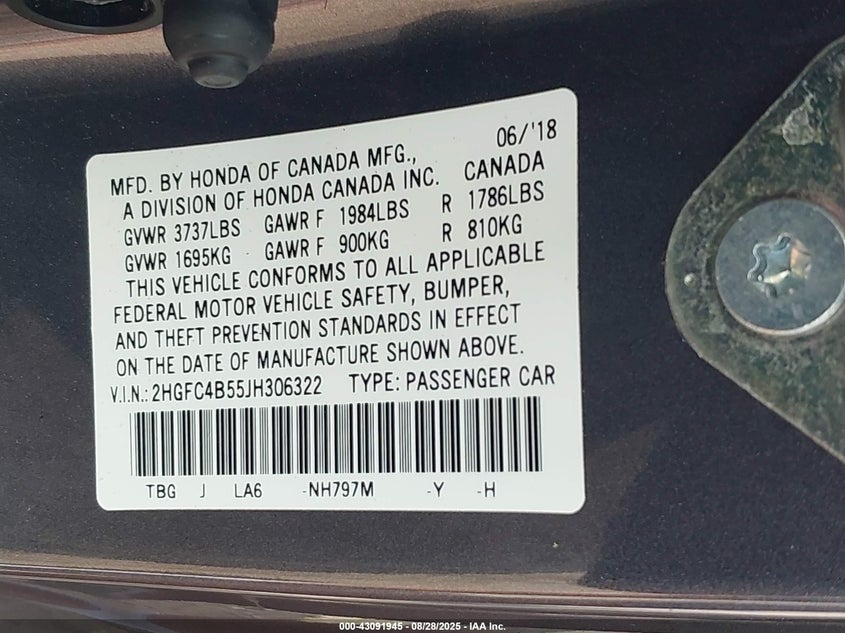 06/'18
MFD. BY HONDA OF CANADA MFG.,
A DIVISION OF HONDA CANADA INC. CANADA
GVWR 3737LBS GAWR F 1984LBS R 1786LBS
GVWR 1695KG GAWR F 900KG R 810KG
THIS VEHICLE CONFORMS TO ALL APPLICABLE
FEDERAL MOTOR VEHICLE SAFETY, BUMPER,
AND THEFT PREVENTION STANDARDS IN EFFECT
ON THE DATE OF MANUFACTURE SHOWN ABOVE.
V.I.N.: 2HGFC4B55JH306322 TYPE: PASSENGER CAR
TBG J LA6 -NH797M -Y -H
000-43091945 - 08/28/2025 - IAA Inc.